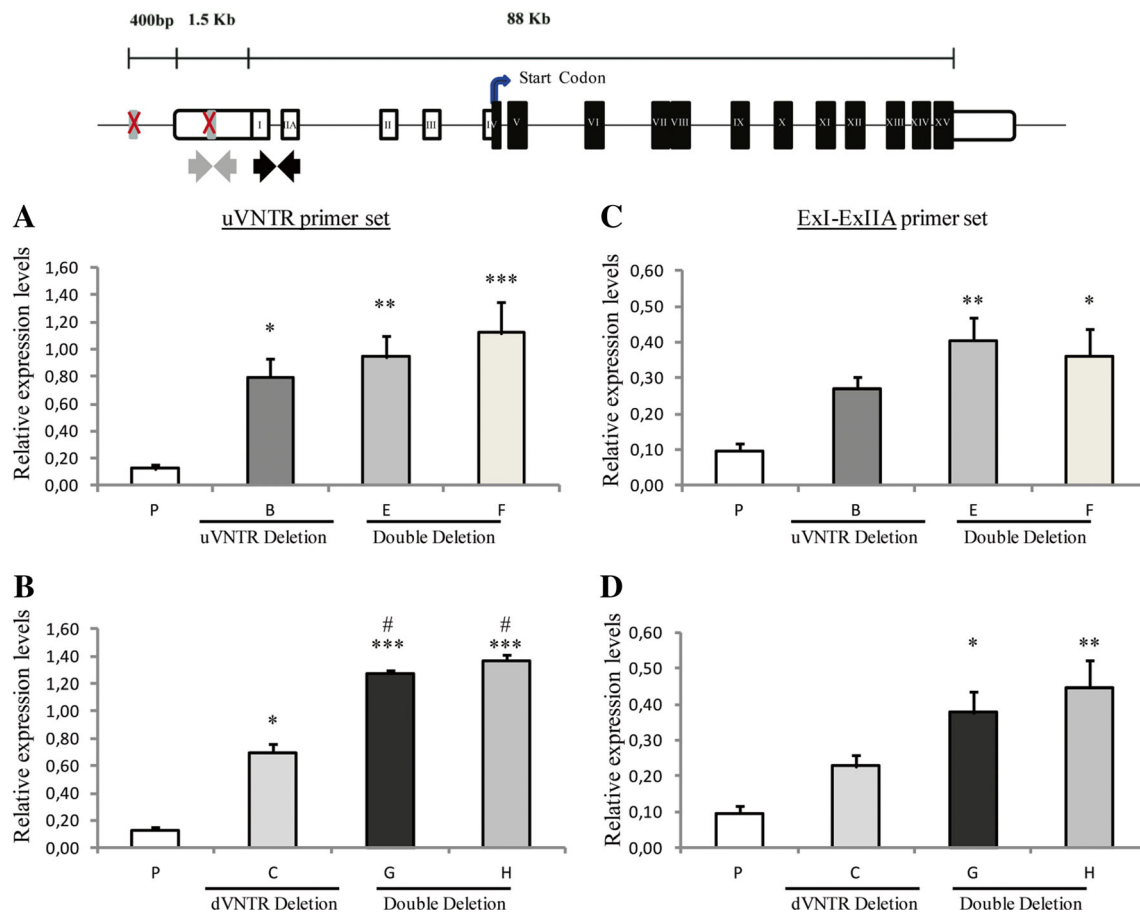 400bp 1.5 Kb 88 Kb
Start Codon
I IIA II III IV V VI VII VIII IX X XI XII XIII XIV XV
A uVNTR primer set
Relative expression levels
1,60
1,40
1,20
1,00
0,80
0,60
0,40
0,20
0,00
* ** ***
P B E F
uVNTR Deletion Double Deletion
C ExI-ExIIA primer set
Relative expression levels
0,60
0,50
0,40
0,30
0,20
0,10
0,00
** *
P B E F
uVNTR Deletion Double Deletion
B
Relative expression levels
1,60
1,40
1,20
1,00
0,80
0,60
0,40
0,20
0,00
# #
* *** ***
P C G H
dVNTR Deletion Double Deletion
D
Relative expression levels
0,60
0,50
0,40
0,30
0,20
0,10
0,00
* **
P C G H
dVNTR Deletion Double Deletion